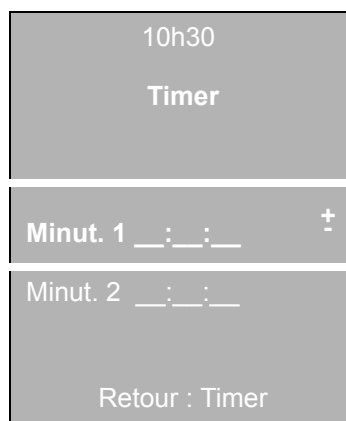 10h30
Timer
Minut. 1 __:__:__ +
-
Minut. 2 __:__:__
Retour : Timer